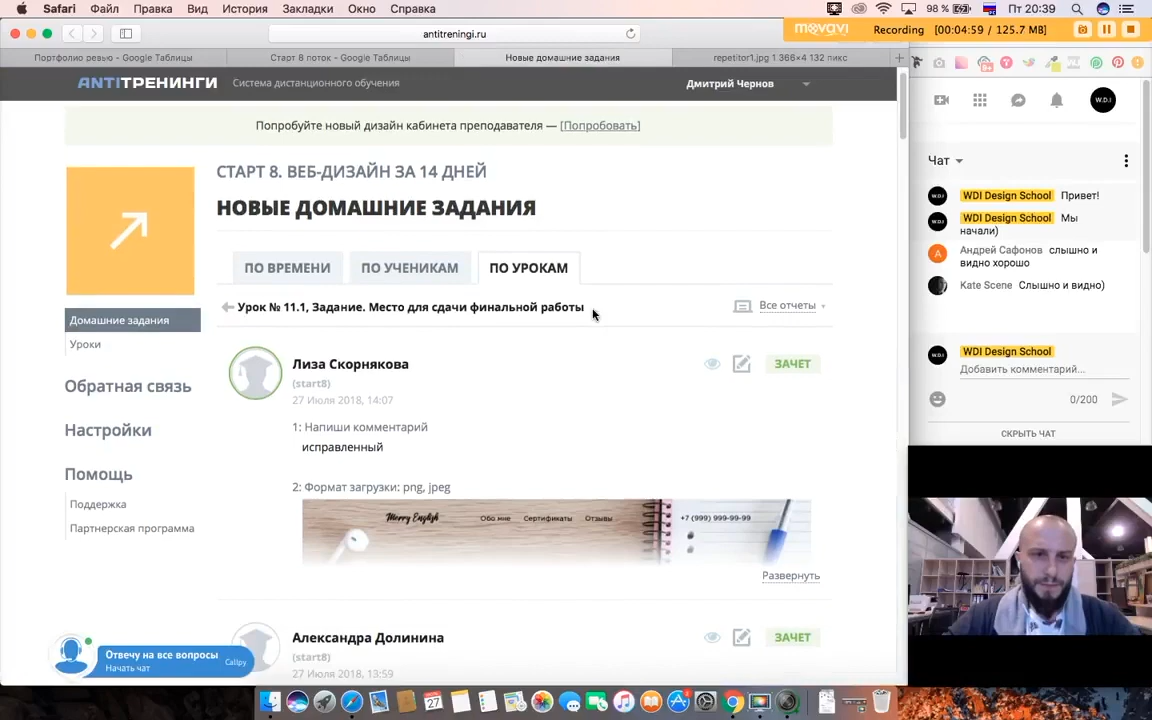 Safari Файл Правка Вид История Закладки Окно Справка 98 % Пт 20:39
antitreningi.ru
movavi Recording [00:04:59 / 125.7 MB]
Портфолио ревью - Google Таблицы Старт 8 поток - Google Таблицы Новые домашние задания repetitor1.jpg 1.366×4 132 пикс
ANTIТРЕНИНГИ Система дистанционного обучения Дмитрий Чернов
Попробуйте новый дизайн кабинета преподавателя — [Попробовать]
СТАРТ 8. ВЕБ-ДИЗАЙН ЗА 14 ДНЕЙ
НОВЫЕ ДОМАШНИЕ ЗАДАНИЯ
ПО ВРЕМЕНИ ПО УЧЕНИКАМ ПО УРОКАМ
Урок № 11.1, Задание. Место для сдачи финальной работы Все отчеты
Домашние задания
Уроки
Обратная связь
Настройки
Помощь
Поддержка
Партнерская программа
Лиза Скорнякова ЗАЧЕТ
(start8)
27 Июля 2018, 14:07
1: Напиши комментарий
исправленный
2: Формат загрузки: png, jpeg
Merry English Обо мне Сертификаты Отзывы +7 (999) 999-99-99
Развернуть
Александра Долинина ЗАЧЕТ
(start8)
27 Июля 2018, 13:59
Отвечу на все вопросы
Начать чат Callpy
W.D.I
Чат
WDI Design School Привет!
WDI Design School Мы
начали)
Андрей Сафонов слышно и
видно хорошо
Kate Scene Слышно и видно)
WDI Design School
Добавить комментарий...
0/200
СКРЫТЬ ЧАТ
27